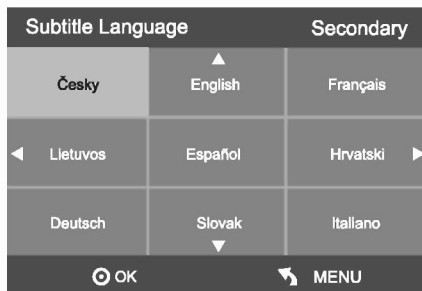 Subtitle Language Secondary
Česky English Français
Lietuvos Español Hrvatski
Deutsch Slovak Italiano
OK MENU